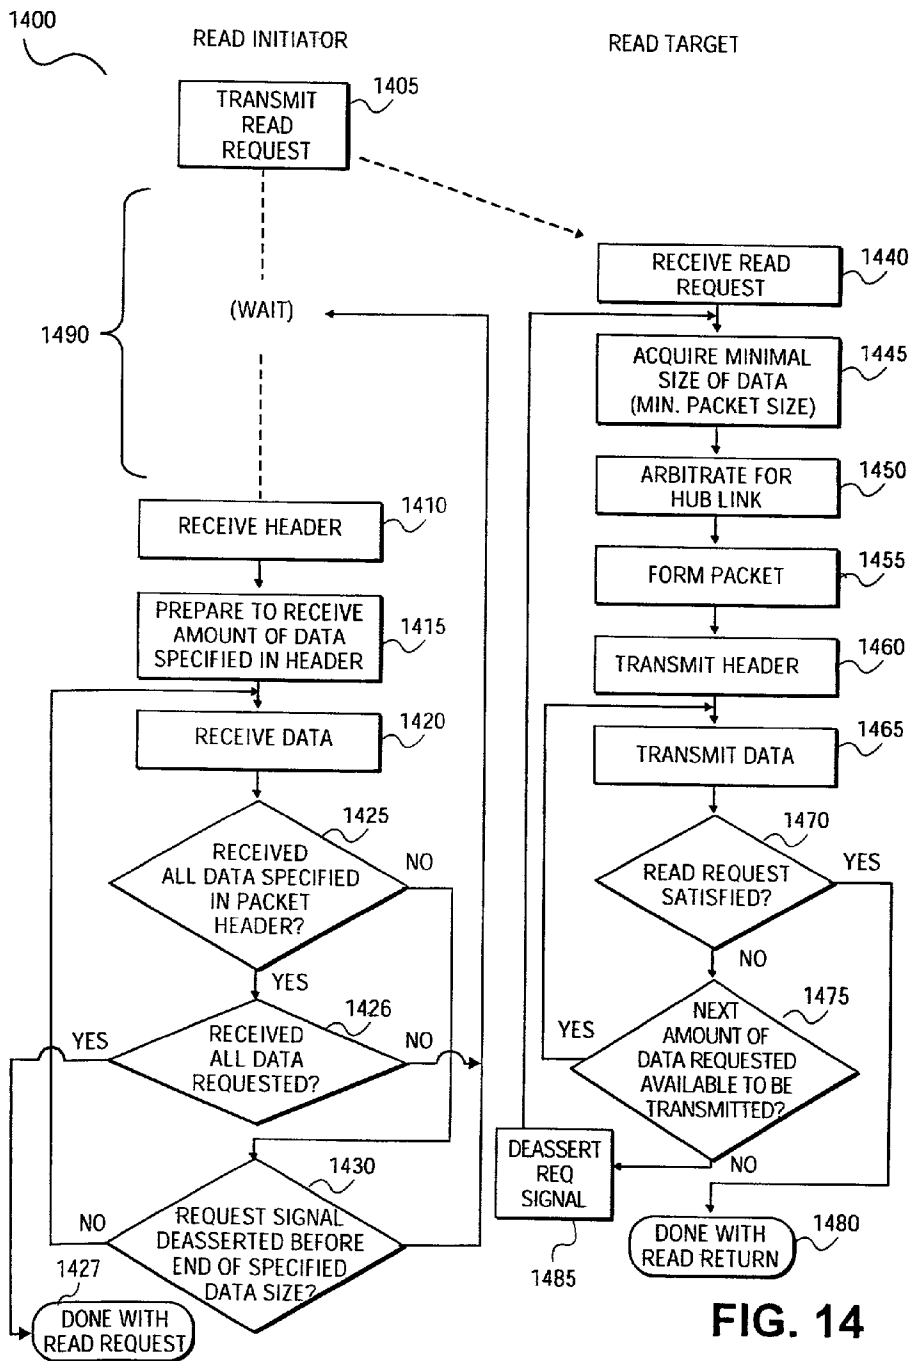 1400
READ INITIATOR
READ TARGET
1405
TRANSMIT
READ
REQUEST
1490
(WAIT)
1440
RECEIVE READ
REQUEST
1445
ACQUIRE MINIMAL
SIZE OF DATA
(MIN. PACKET SIZE)
1450
ARBITRATE FOR
HUB LINK
1410
RECEIVE HEADER
1455
FORM PACKET
1415
PREPARE TO RECEIVE
AMOUNT OF DATA
SPECIFIED IN HEADER
1460
TRANSMIT HEADER
1420
RECEIVE DATA
1465
TRANSMIT DATA
1425
RECEIVED
ALL DATA SPECIFIED
IN PACKET
HEADER?
NO
YES
1470
READ REQUEST
SATISFIED?
YES
NO
1426
RECEIVED
ALL DATA
REQUESTED?
YES
NO
1475
NEXT
AMOUNT OF
DATA REQUESTED
AVAILABLE TO BE
TRANSMITTED?
YES
NO
1430
REQUEST SIGNAL
DEASSERTED BEFORE
END OF SPECIFIED
DATA SIZE?
NO
DEASSERT
REQ
SIGNAL
1485
1480
DONE WITH
READ RETURN
1427
DONE WITH
READ REQUEST
FIG. 14